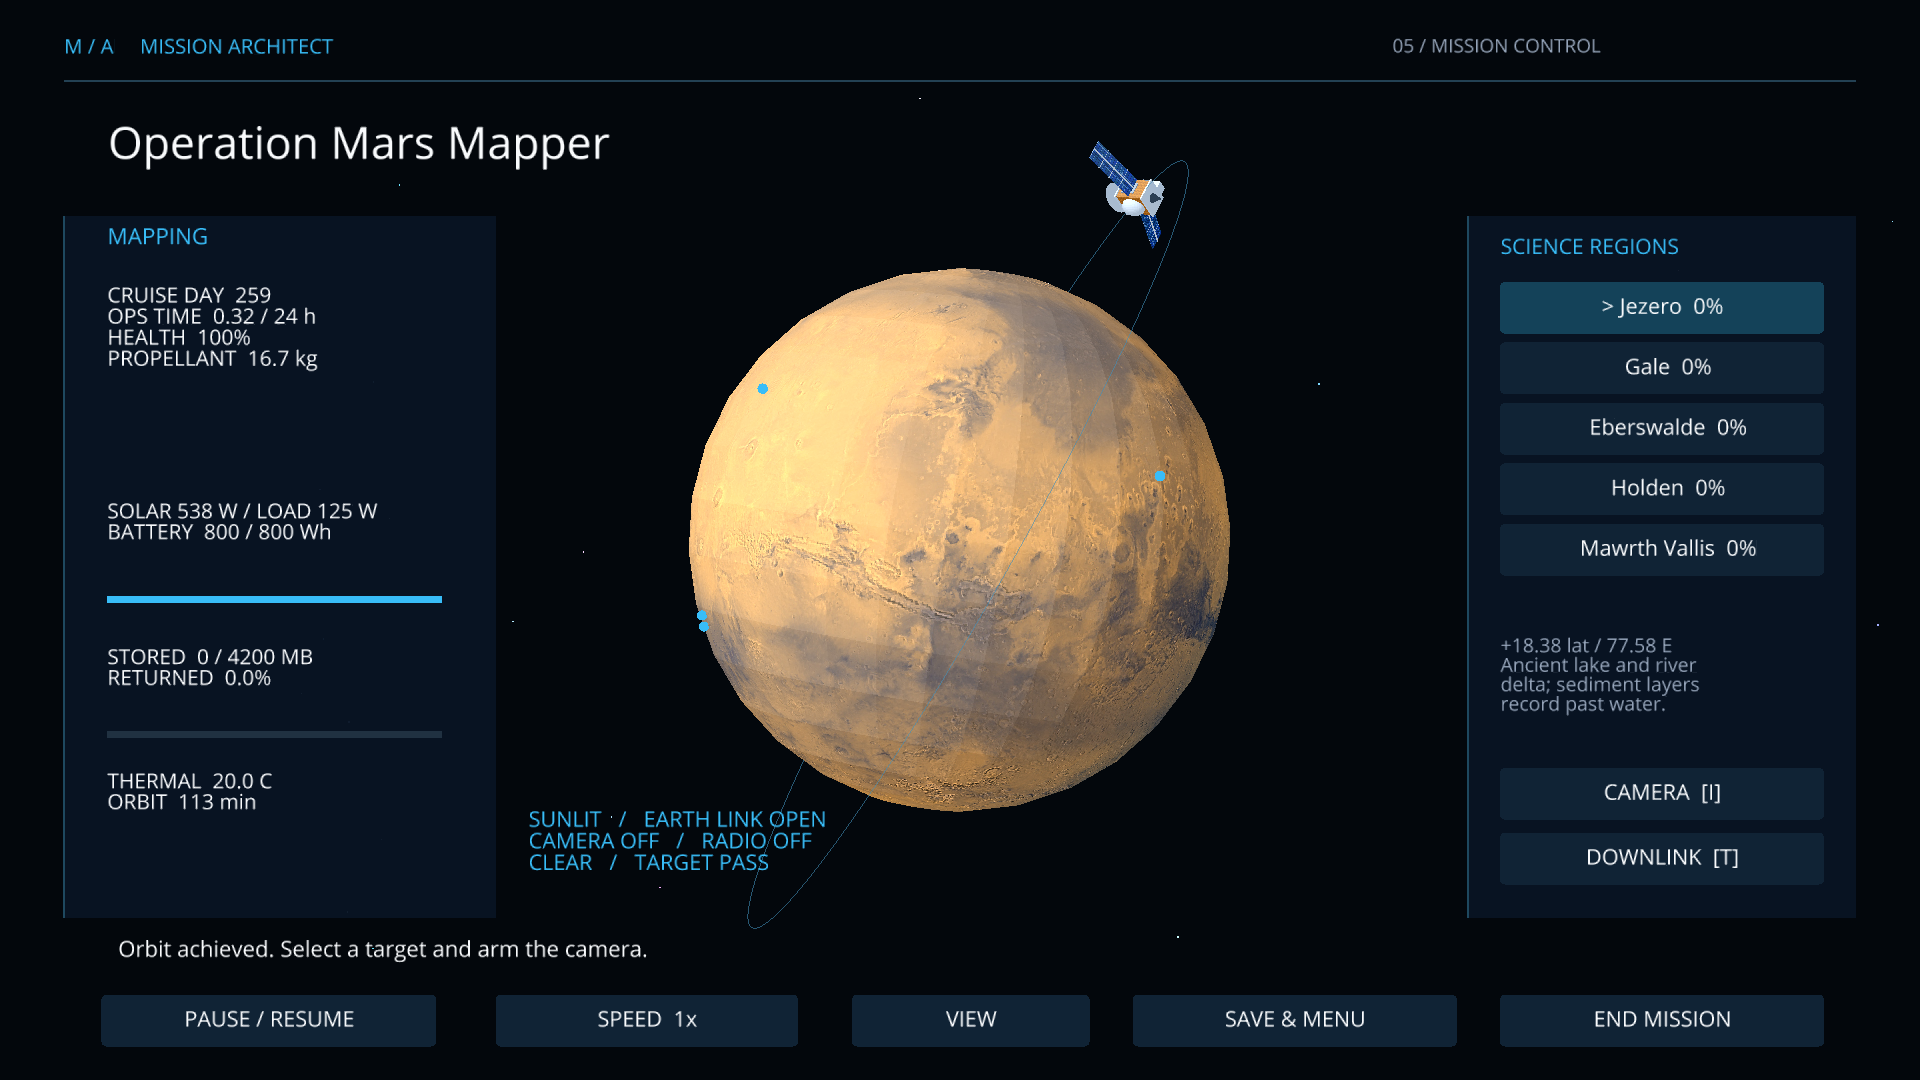 M / A MISSION ARCHITECT
05 / MISSION CONTROL
Operation Mars Mapper
MAPPING
CRUISE DAY 259
OPS TIME 0.32 / 24 h
HEALTH 100%
PROPELLANT 16.7 kg
SOLAR 538 W / LOAD 125 W
BATTERY 800 / 800 Wh
STORED 0 / 4200 MB
RETURNED 0.0%
THERMAL 20.0 C
ORBIT 113 min
SUNLIT / EARTH LINK OPEN
CAMERA OFF / RADIO OFF
CLEAR / TARGET PASS
SCIENCE REGIONS
> Jezero 0%
Gale 0%
Eberswalde 0%
Holden 0%
Mawrth Vallis 0%
+18.38 lat / 77.58 E
Ancient lake and river
delta; sediment layers
record past water.
CAMERA [I]
DOWNLINK [T]
Orbit achieved. Select a target and arm the camera.
PAUSE / RESUME
SPEED 1x
VIEW
SAVE & MENU
END MISSION